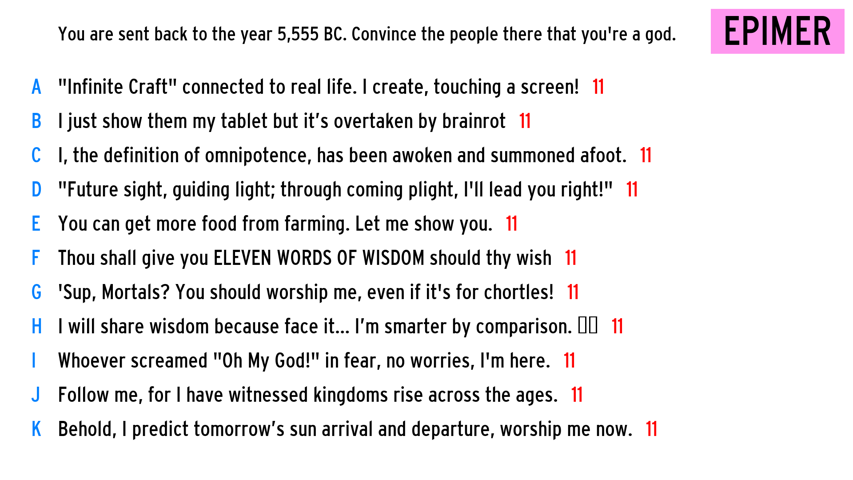 You are sent back to the year 5,555 BC. Convince the people there that you're a god.
EPIMER
A "Infinite Craft" connected to real life. I create, touching a screen! 11
B I just show them my tablet but it’s overtaken by brainrot 11
C I, the definition of omnipotence, has been awoken and summoned afoot. 11
D "Future sight, guiding light; through coming plight, I'll lead you right!" 11
E You can get more food from farming. Let me show you. 11
F Thou shall give you ELEVEN WORDS OF WISDOM should thy wish 11
G 'Sup, Mortals? You should worship me, even if it's for chortles! 11
H I will share wisdom because face it... I’m smarter by comparison. 11
I Whoever screamed "Oh My God!" in fear, no worries, I'm here. 11
J Follow me, for I have witnessed kingdoms rise across the ages. 11
K Behold, I predict tomorrow’s sun arrival and departure, worship me now. 11